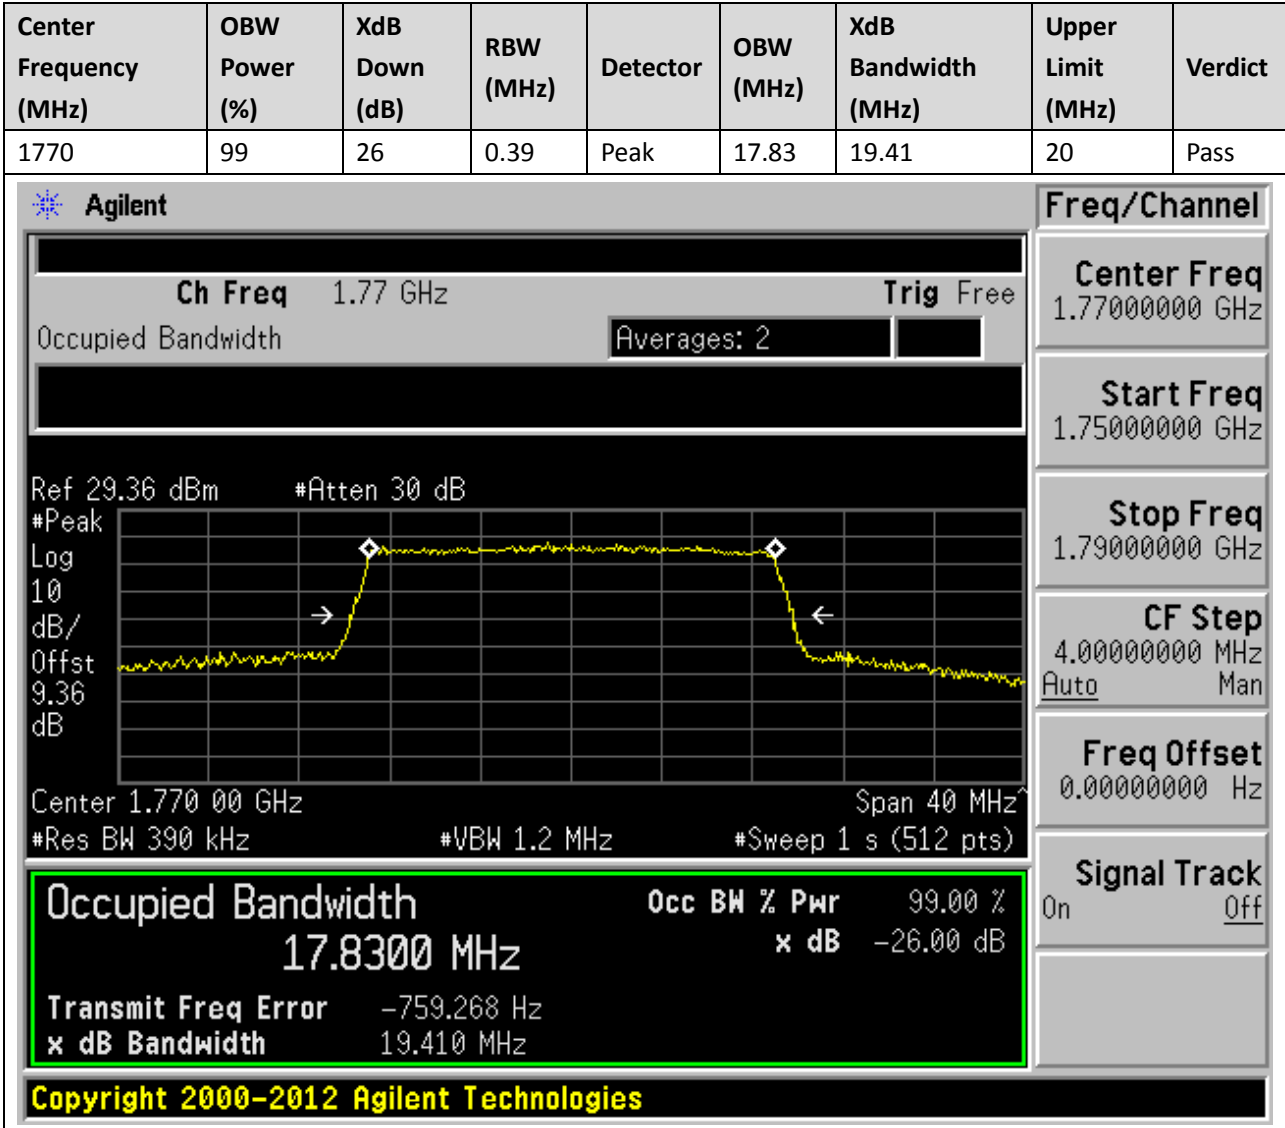 Center Frequency (MHz) OBW Power (%) XdB Down (dB) RBW (MHz) Detector OBW (MHz) XdB Bandwidth (MHz) Upper Limit (MHz) Verdict
1770 99 26 0.39 Peak 17.83 19.41 20 Pass
Agilent
Freq/Channel
Ch Freq 1.77 GHz Trig Free
Occupied Bandwidth Averages: 2
Center Freq
1.77000000 GHz
Start Freq
1.75000000 GHz
Stop Freq
1.79000000 GHz
CF Step
4.00000000 MHz
Auto Man
Freq Offset
0.00000000 Hz
Signal Track
On Off
Ref 29.36 dBm #Atten 30 dB
#Peak
Log
10
dB/
Offst
9.36
dB
Center 1.770 00 GHz Span 40 MHz^
#Res BW 390 kHz #VBW 1.2 MHz #Sweep 1 s (512 pts)
Occupied Bandwidth Occ BW % Pwr 99.00 %
17.8300 MHz x dB -26.00 dB
Transmit Freq Error -759.268 Hz
x dB Bandwidth 19.410 MHz
Copyright 2000-2012 Agilent Technologies